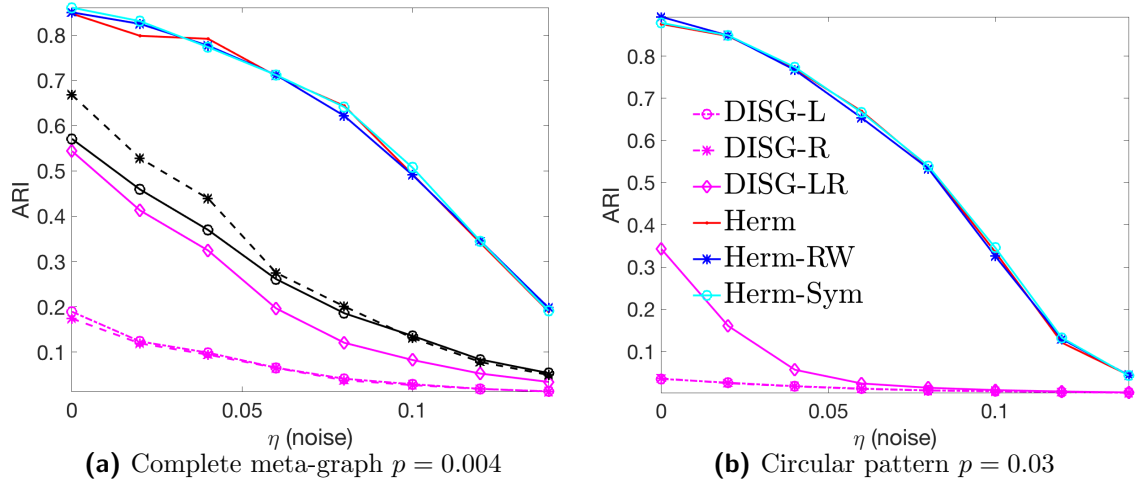 0.8
0.7
0.6
0.5
0.4
0.3
0.2
0.1
ARI
0
0.05
0.1
η (noise)
(a) Complete meta-graph p = 0.004
0.8
0.7
0.6
0.5
0.4
0.3
0.2
0.1
ARI
DISG-L
DISG-R
DISG-LR
Herm
Herm-RW
Herm-Sym
0
0.05
0.1
η (noise)
(b) Circular pattern p = 0.03